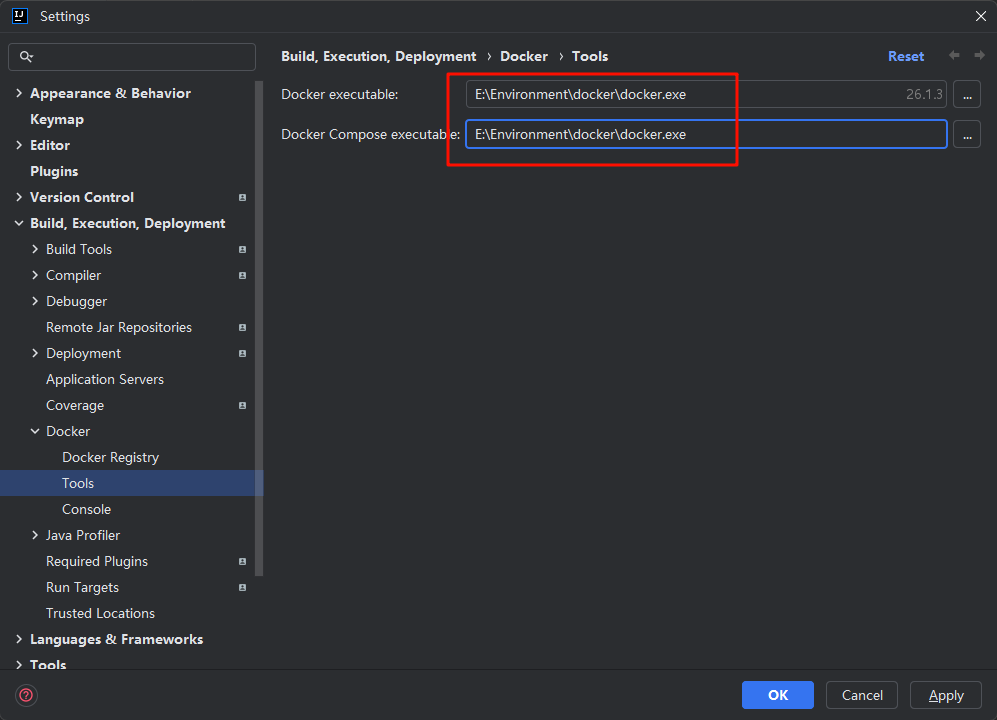 Settings
Build, Execution, Deployment › Docker › Tools
Reset
Appearance & Behavior
Keymap
Editor
Plugins
Version Control
Build, Execution, Deployment
Build Tools
Compiler
Debugger
Remote Jar Repositories
Deployment
Application Servers
Coverage
Docker
Docker Registry
Tools
Console
Java Profiler
Required Plugins
Run Targets
Trusted Locations
Languages & Frameworks
Tools
Docker executable: E:\Environment\docker\docker.exe 26.1.3 ...
Docker Compose executable: E:\Environment\docker\docker.exe ...
? OK Cancel Apply